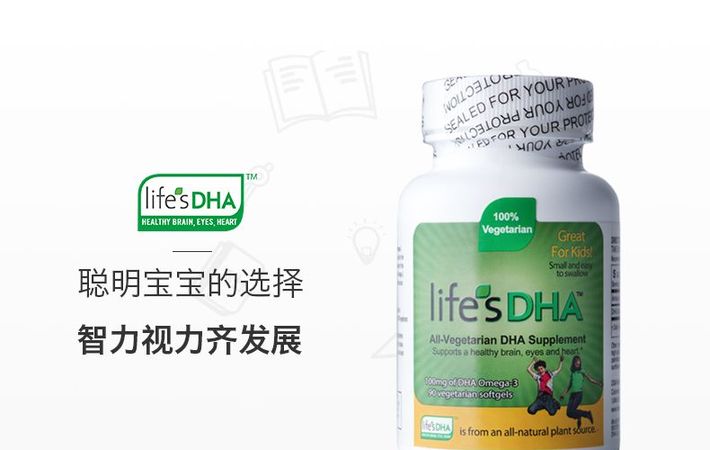 life'sDHA™
HEALTHY BRAIN, EYES, HEART
聪明宝宝的选择
智力视力齐发展
SEALED FOR YOUR PROTECTION
SEALED FOR YOUR PROTE
100%
Vegetarian
Great
For Kids!
Small and easy
to swallow
life'sDHA™
All-Vegetarian DHA Supplement
Supports a healthy brain, eyes and heart.*
100mg of DHA Omega-3
90 vegetarian softgels
life'sDHA
is from an all-natural plant source.